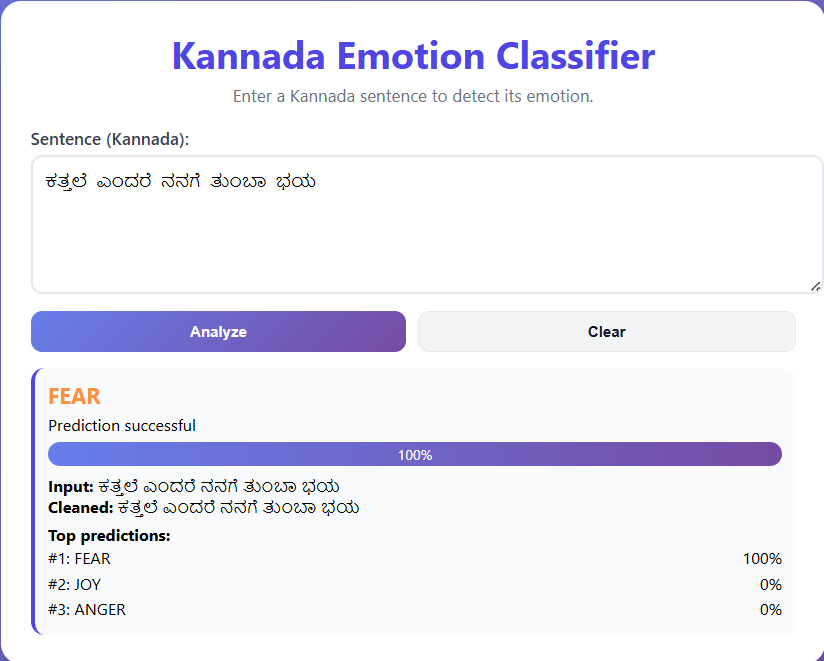 Kannada Emotion Classifier
Enter a Kannada sentence to detect its emotion.
Sentence (Kannada):
ಕತ್ತಲೆ ಎಂದರೆ ನನಗೆ ತುಂಬಾ ಭಯ
Analyze
Clear
FEAR
Prediction successful
100%
Input: ಕತ್ತಲೆ ಎಂದರೆ ನನಗೆ ತುಂಬಾ ಭಯ
Cleaned: ಕತ್ತಲೆ ಎಂದರೆ ನನಗೆ ತುಂಬಾ ಭಯ
Top predictions:
#1: FEAR 100%
#2: JOY 0%
#3: ANGER 0%